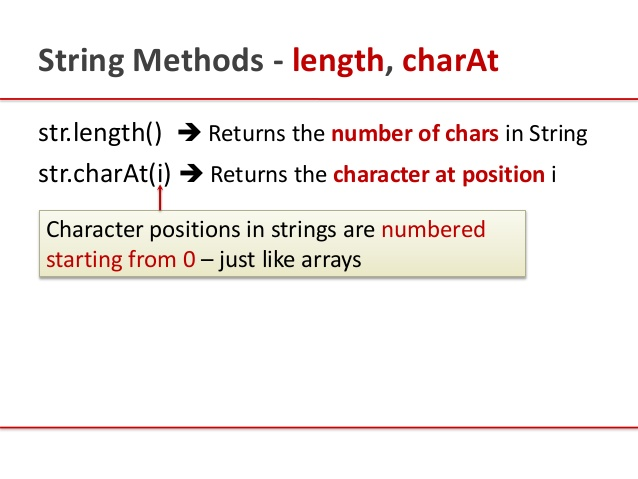 String Methods - length, charAt
str.length() 🡺 Returns the number of chars in String
str.charAt(i) 🡺 Returns the character at position i
Character positions in strings are numbered
starting from 0 – just like arrays